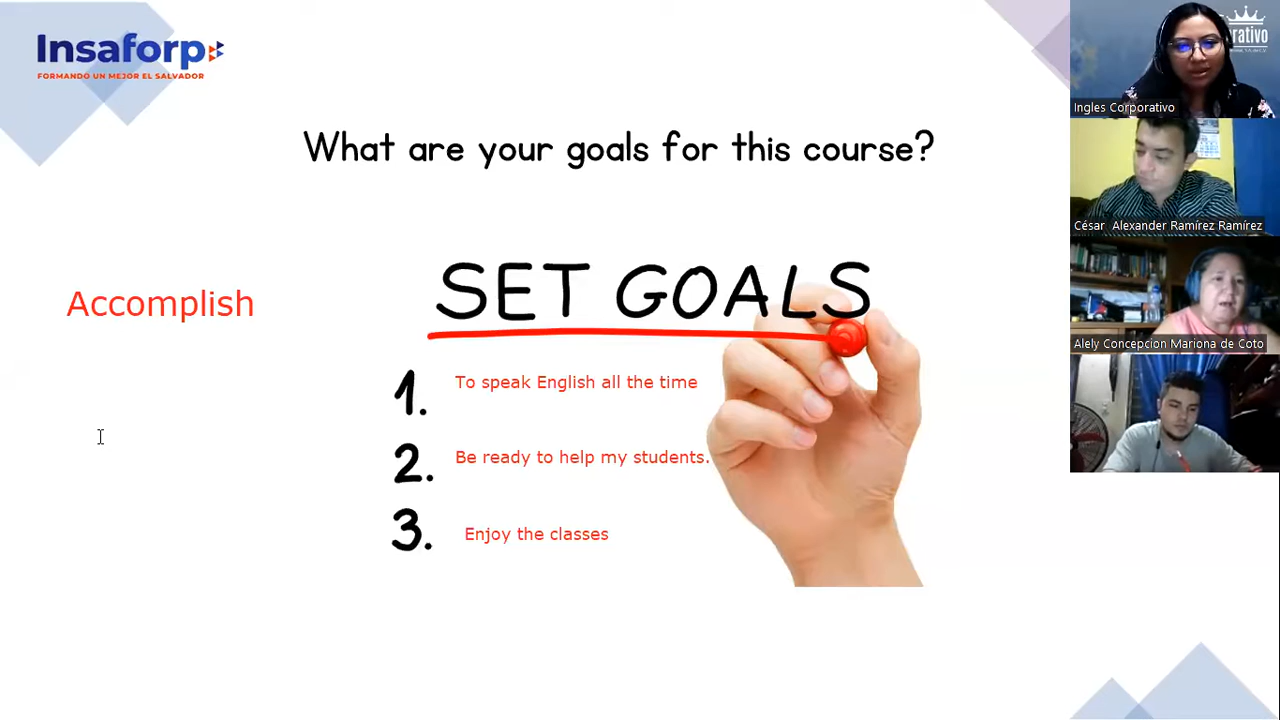 Insaforp
FORMANDO UN MEJOR EL SALVADOR
What are your goals for this course?
SET GOALS
Accomplish
1. To speak English all the time
2. Be ready to help my students.
3. Enjoy the classes
rativo
Ingles Corporativo
César Alexander Ramírez Ramírez
Alely Concepcion Mariona de Coto